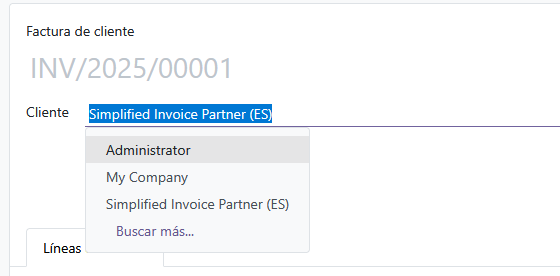 Factura de cliente
INV/2025/00001
Cliente Simplified Invoice Partner (ES)
Administrator
My Company
Simplified Invoice Partner (ES)
Buscar más...
Líneas